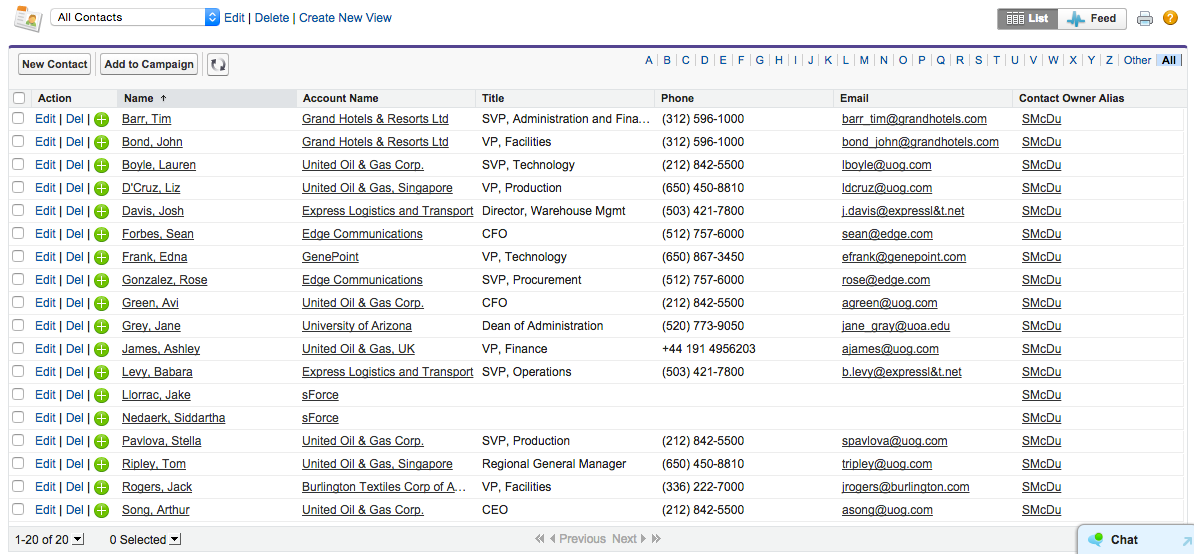 All Contacts Edit | Delete | Create New View List Feed
New Contact Add to Campaign A | B | C | D | E | F | G | H | I | J | K | L | M | N | O | P | Q | R | S | T | U | V | W | X | Y | Z | Other | All
Action Name Account Name Title Phone Email Contact Owner Alias
Edit | Del | Barr, Tim Grand Hotels & Resorts Ltd SVP, Administration and Fina... (312) 596-1000 barr_tim@grandhotels.com SMcDu
Edit | Del | Bond, John Grand Hotels & Resorts Ltd VP, Facilities (312) 596-1000 bond_john@grandhotels.com SMcDu
Edit | Del | Boyle, Lauren United Oil & Gas Corp. SVP, Technology (212) 842-5500 lboyle@uog.com SMcDu
Edit | Del | D'Cruz, Liz United Oil & Gas, Singapore VP, Production (650) 450-8810 ldcruz@uog.com SMcDu
Edit | Del | Davis, Josh Express Logistics and Transport Director, Warehouse Mgmt (503) 421-7800 j.davis@expressl&t.net SMcDu
Edit | Del | Forbes, Sean Edge Communications CFO (512) 757-6000 sean@edge.com SMcDu
Edit | Del | Frank, Edna GenePoint VP, Technology (650) 867-3450 efrank@genepoint.com SMcDu
Edit | Del | Gonzalez, Rose Edge Communications SVP, Procurement (512) 757-6000 rose@edge.com SMcDu
Edit | Del | Green, Avi United Oil & Gas Corp. CFO (212) 842-5500 agreen@uog.com SMcDu
Edit | Del | Grey, Jane University of Arizona Dean of Administration (520) 773-9050 jane_gray@uoa.edu SMcDu
Edit | Del | James, Ashley United Oil & Gas, UK VP, Finance +44 191 4956203 ajames@uog.com SMcDu
Edit | Del | Levy, Babara Express Logistics and Transport SVP, Operations (503) 421-7800 b.levy@expressl&t.net SMcDu
Edit | Del | Llorrac, Jake sForce SMcDu
Edit | Del | Nedaerk, Siddartha sForce SMcDu
Edit | Del | Pavlova, Stella United Oil & Gas Corp. SVP, Production (212) 842-5500 spavlova@uog.com SMcDu
Edit | Del | Ripley, Tom United Oil & Gas, Singapore Regional General Manager (650) 450-8810 tripley@uog.com SMcDu
Edit | Del | Rogers, Jack Burlington Textiles Corp of A... VP, Facilities (336) 222-7000 jrogers@burlington.com SMcDu
Edit | Del | Song, Arthur United Oil & Gas Corp. CEO (212) 842-5500 asong@uog.com SMcDu
1-20 of 20 0 Selected Previous Next Chat